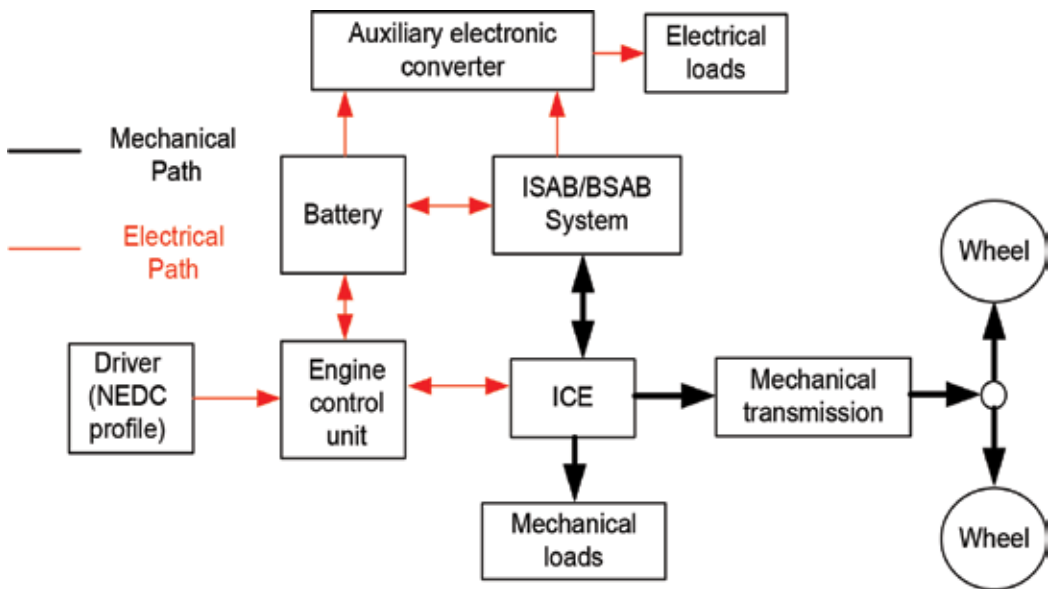 Auxiliary electronic
converter
Electrical
loads
Mechanical
Path
Electrical
Path
Battery
ISAB/BSAB
System
Wheel
Driver
(NEDC
profile)
Engine
control
unit
ICE
Mechanical
transmission
Mechanical
loads
Wheel